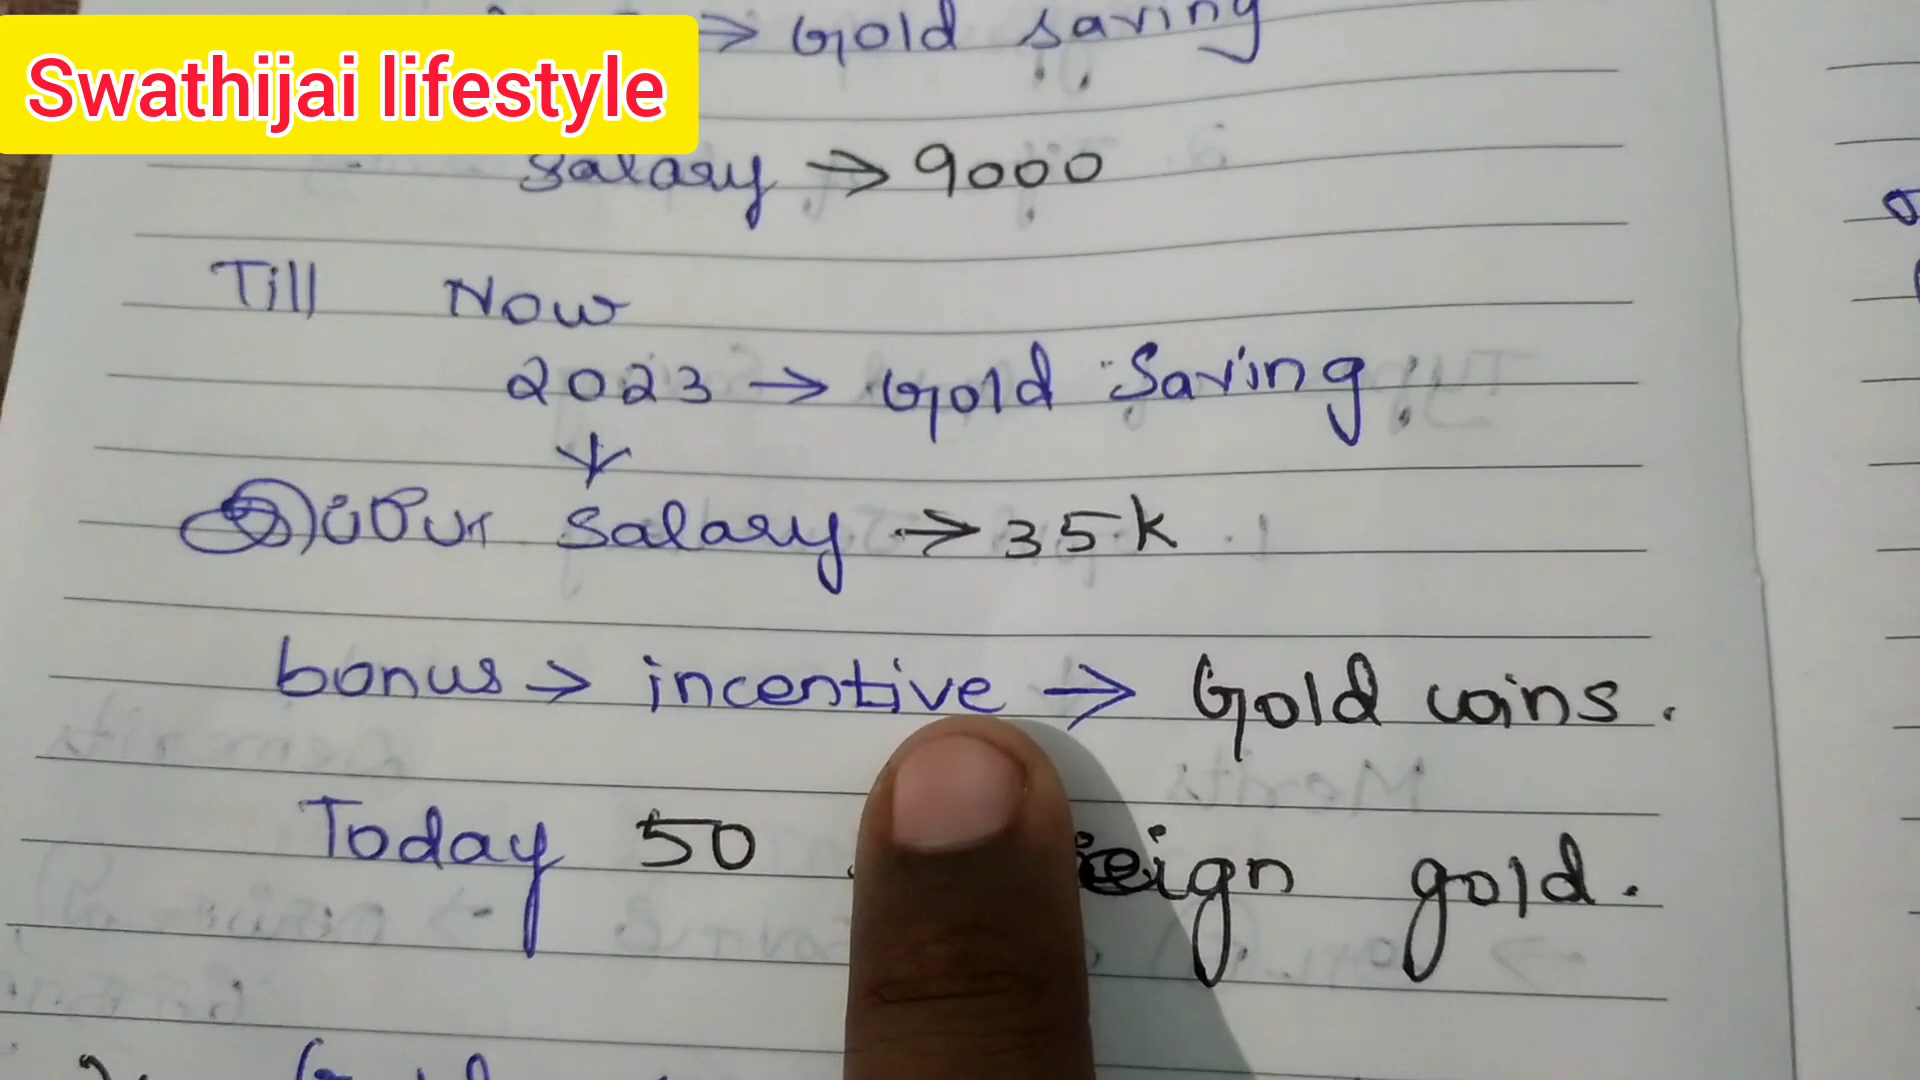 → Gold saving
Swathijai lifestyle
salary → 9000
Till Now
2023 → Gold Saving
இப்போ salary → 35k
bonus → incentive → Gold coins.
Today 50 eign gold.